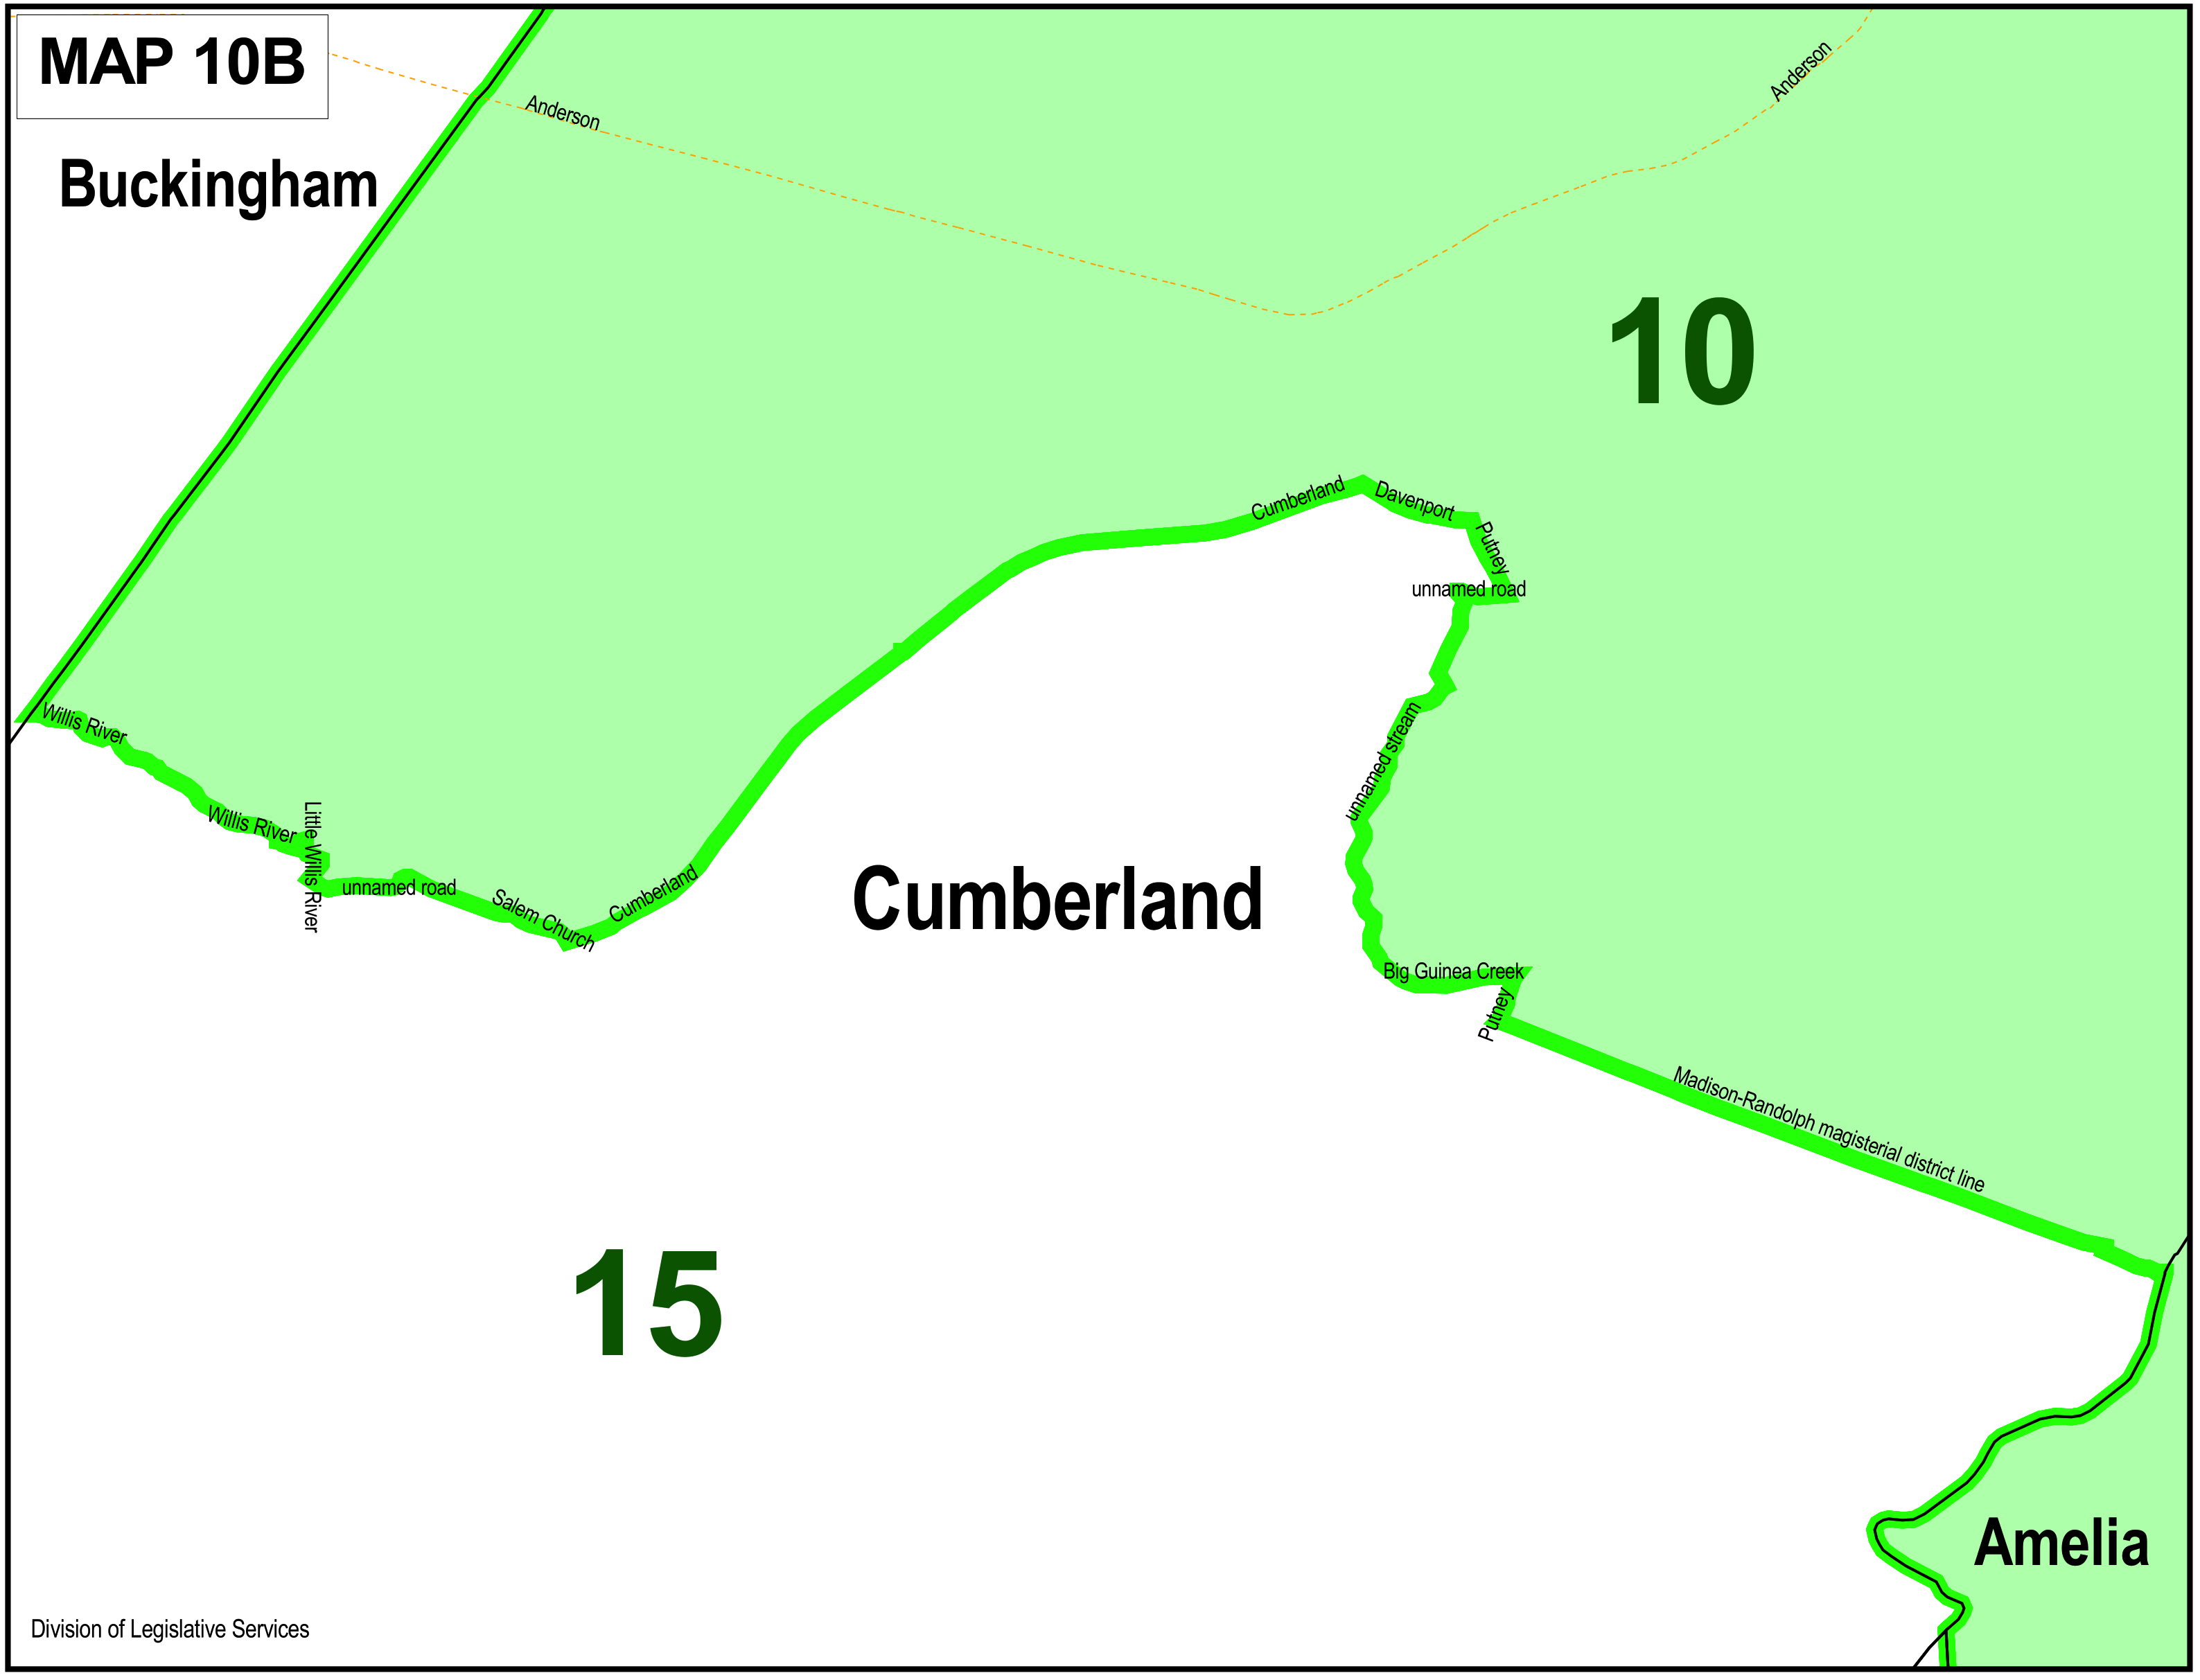 MAP 10B
Anderson
Anderson
Buckingham
10
Cumberland
Davenport
Putney
unnamed road
Willis River
unnamed stream
Willis River
Little Willis River
unnamed road
Salem Church
Cumberland
Cumberland
Big Guinea Creek
Putney
Madison-Randolph magisterial district line
15
Amelia
Division of Legislative Services